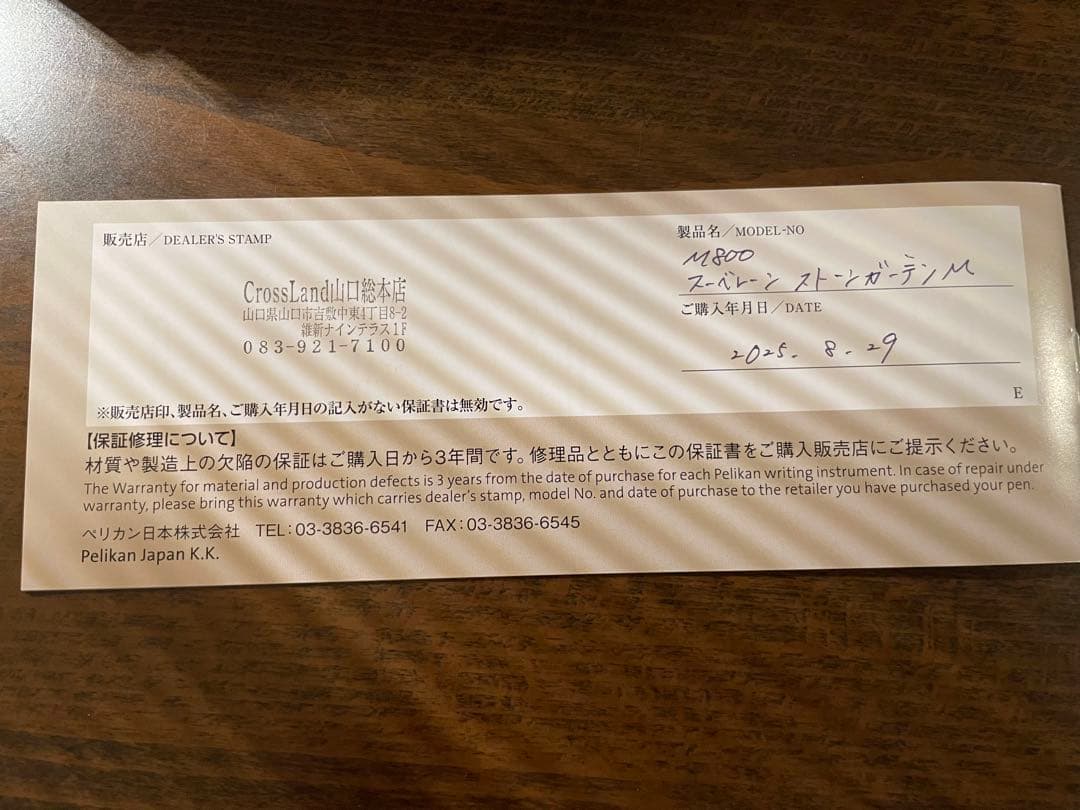 販売店／DEALER'S STAMP
CrossLand山口総本店
山口県山口市吉敷中東4丁目8-2
維新ナインテラス1F
083-921-7100
製品名／MODEL-NO
M800
スーベレーン ストーンガーデン M
ご購入年月日／DATE
2025. 8. 29
E
※販売店印、製品名、ご購入年月日の記入がない保証書は無効です。
【保証修理について】
材質や製造上の欠陥の保証はご購入日から3年間です。修理品とともにこの保証書をご購入販売店にご提示ください。
The Warranty for material and production defects is 3 years from the date of purchase for each Pelikan writing instrument. In case of repair under
warranty, please bring this warranty which carries dealer's stamp, model No. and date of purchase to the retailer you have purchased your pen.
ペリカン日本株式会社 TEL：03-3836-6541 FAX：03-3836-6545
Pelikan Japan K.K.